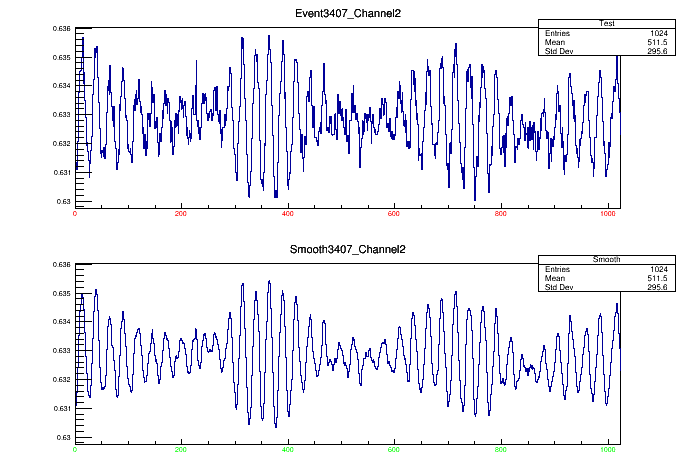 Event3407_Channel2
Test
Entries 1024
Mean 511.5
Std Dev 295.6
0.636
0.635
0.634
0.633
0.632
0.631
0.63
0 200 400 600 800 1000
Smooth3407_Channel2
Smooth
Entries 1024
Mean 511.5
Std Dev 295.6
0.636
0.635
0.634
0.633
0.632
0.631
0.63
0 200 400 600 800 1000